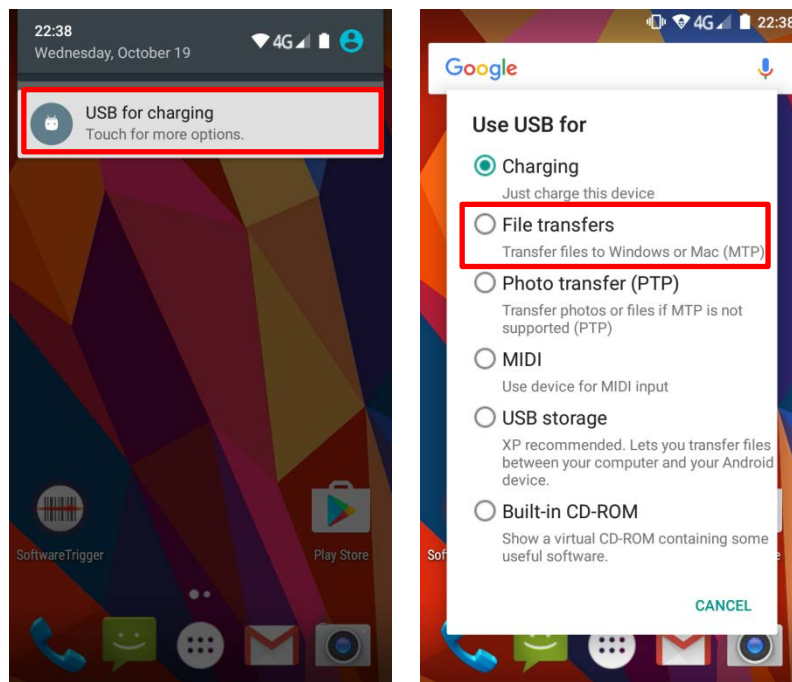 22:38
Wednesday, October 19
4G
USB for charging
Touch for more options.
SoftwareTrigger
Play Store
4G 22:38
Google
Use USB for
Charging
Just charge this device
File transfers
Transfer files to Windows or Mac (MTP)
Photo transfer (PTP)
Transfer photos or files if MTP is not
supported (PTP)
MIDI
Use device for MIDI input
USB storage
XP recommended. Lets you transfer files
between your computer and your Android
device.
Built-in CD-ROM
Show a virtual CD-ROM containing some
useful software.
Sof
e
CANCEL